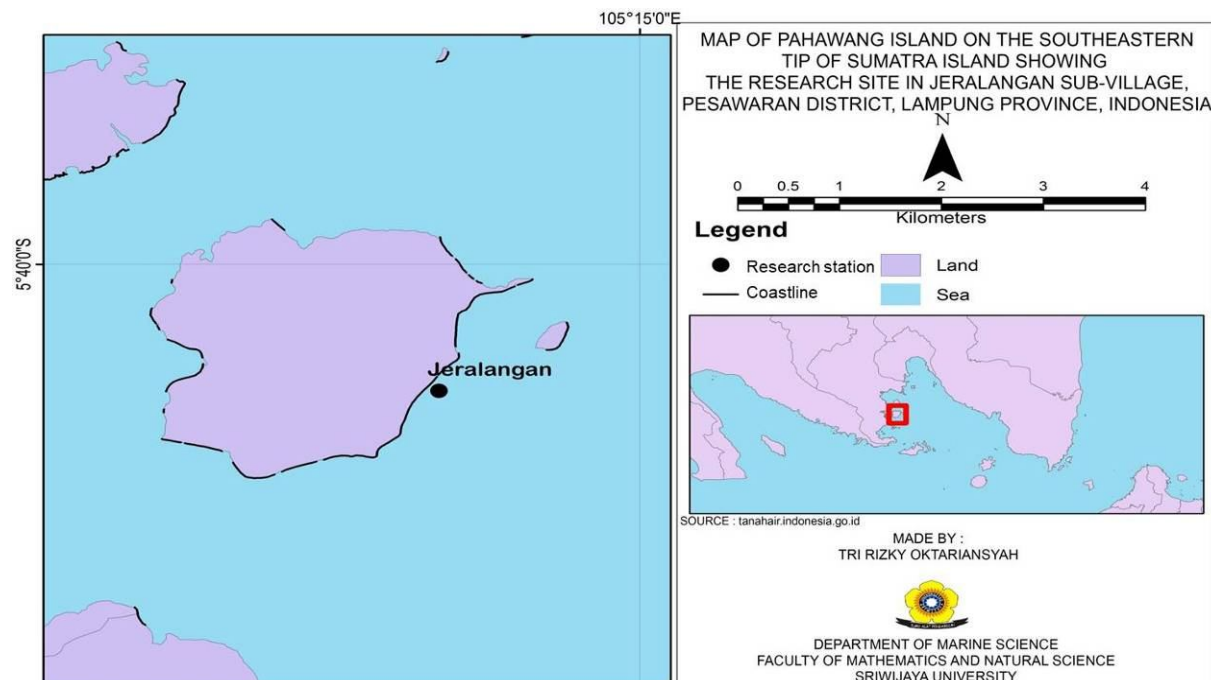 105°15'0"E
5°40'0"S
Jeralangan
MAP OF PAHAWANG ISLAND ON THE SOUTHEASTERN
TIP OF SUMATRA ISLAND SHOWING
THE RESEARCH SITE IN JERALANGAN SUB-VILLAGE,
PESAWARAN DISTRICT, LAMPUNG PROVINCE, INDONESIA
N
0 0.5 1 2 3 4
Kilometers
Legend
Research station Land
Coastline Sea
SOURCE : tanahair.indonesia.go.id
MADE BY :
TRI RIZKY OKTARIANSYAH
DEPARTMENT OF MARINE SCIENCE
FACULTY OF MATHEMATICS AND NATURAL SCIENCE
SRIWIJAYA UNIVERSITY